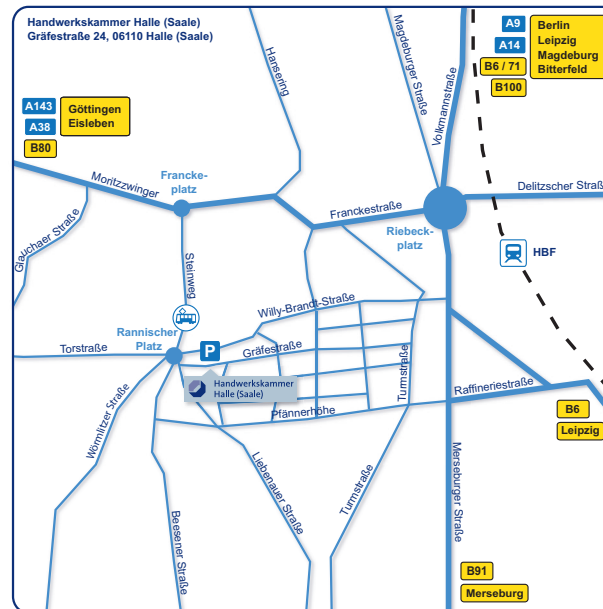 Handwerkskammer Halle (Saale)
Gräfestraße 24, 06110 Halle (Saale)
A9
A14
B6 / 71
B100
Berlin
Leipzig
Magdeburg
Bitterfeld
A143
A38
B80
Göttingen
Eisleben
Hansering
Magdeburger Straße
Volkmannstraße
Moritzzwinger
Francke-
platz
Franckestraße
Delitzscher Straß
Riebeck-
platz
HBF
Glauchaer Straße
Steinweg
Willy-Brandt-Straße
Rannischer
Platz
Torstraße
P
Gräfestraße
Turmstraße
Handwerkskammer
Halle (Saale)
Raffineriestraße
Pfännerhöhe
B6
Leipzig
Wörmlitzer Straße
Liebenauer Straße
Turmstraße
Merseburger Straße
Beesener Straße
B91
Merseburg